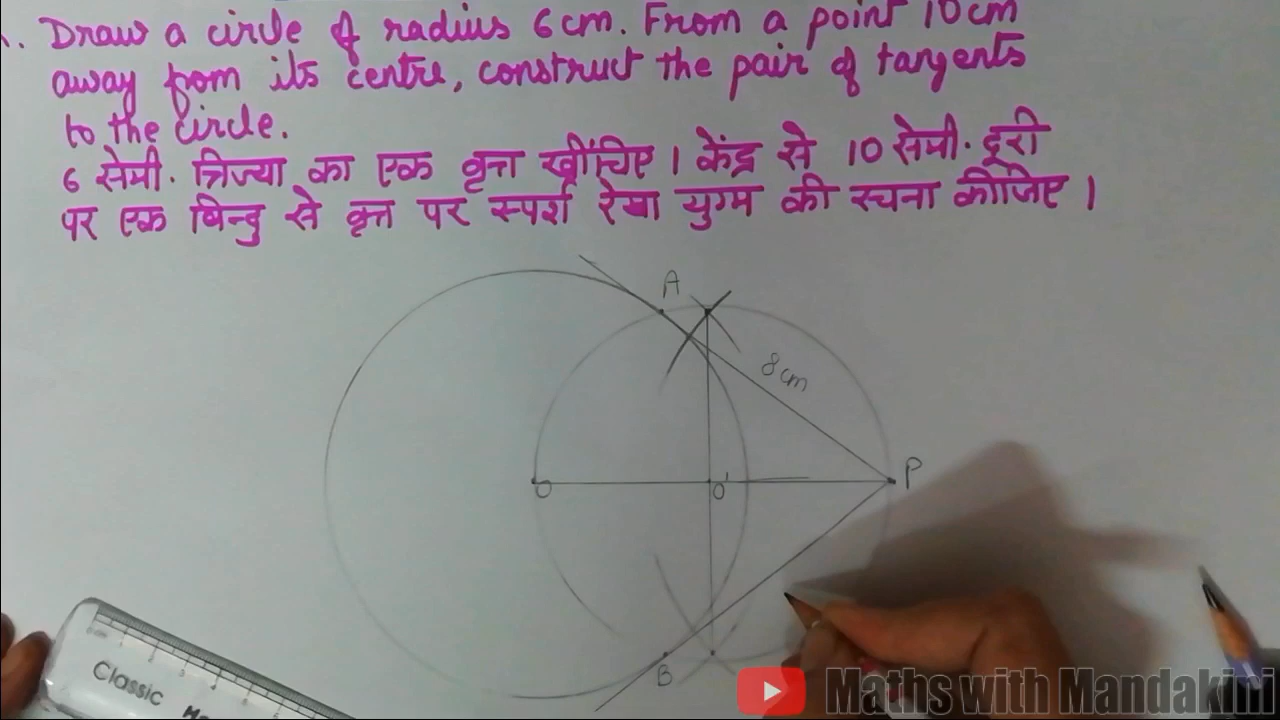 Draw a circle of radius 6 cm. From a point 10 cm
away from its centre, construct the pair of tangents
to the circle.
6 सेमी. त्रिज्या का एक वृत्त खींचिए । केंद्र से 10 सेमी. दूरी
पर एक बिन्दु से वृत्त पर स्पर्श रेखा युग्म की रचना कीजिए ।
A
8 cm
O
O'
P
B
Classic
Maths with Mandakini